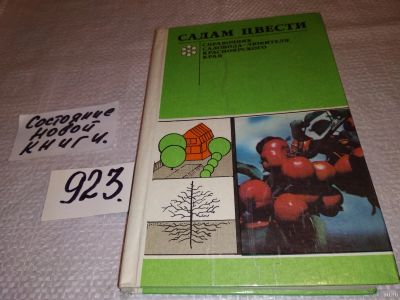 САДАМ ЦВЕСТИ
СПРАВОЧНИК
САДОВОДА-ЛЮБИТЕЛЯ
КРАСНОЯРСКОГО
КРАЯ
Состояние
новой
книги.
923.